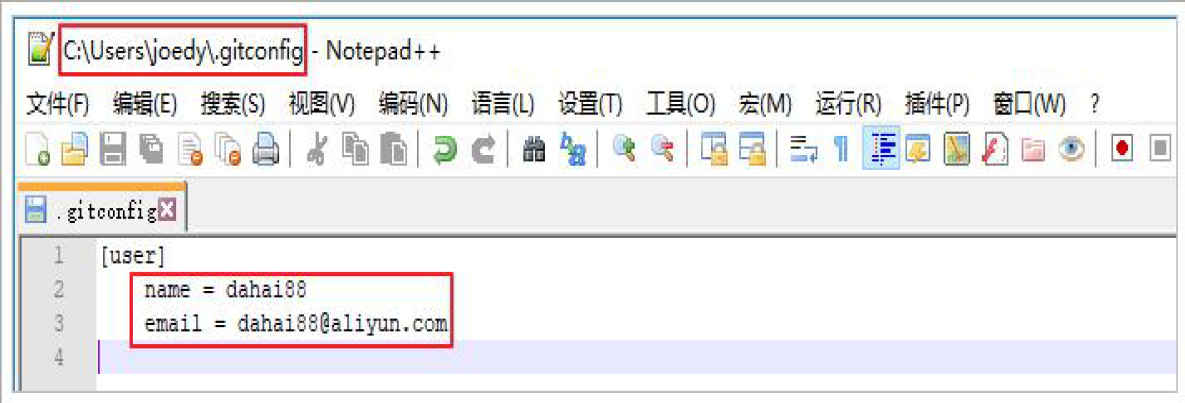 C:\Users\joedy\.gitconfig - Notepad++
文件(F) 编辑(E) 搜索(S) 视图(V) 编码(N) 语言(L) 设置(T) 工具(O) 宏(M) 运行(R) 插件(P) 窗口(W) ?
.gitconfig
1 [user]
2 name = dahai88
3 email = dahai88@aliyun.com
4